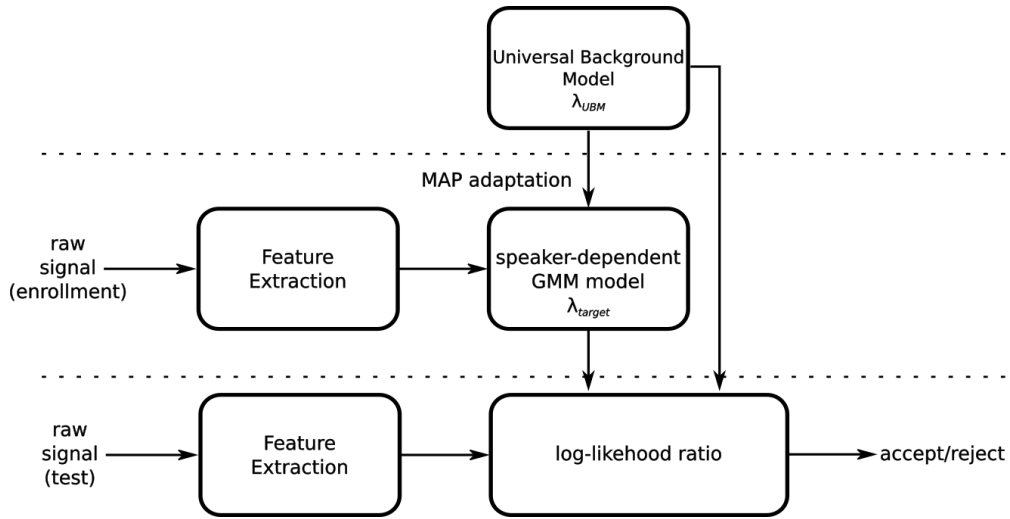 Universal Background
Model
λUBM
MAP adaptation
raw
signal
(enrollment)
Feature
Extraction
speaker-dependent
GMM model
λtarget
raw
signal
(test)
Feature
Extraction
log-likehood ratio
accept/reject